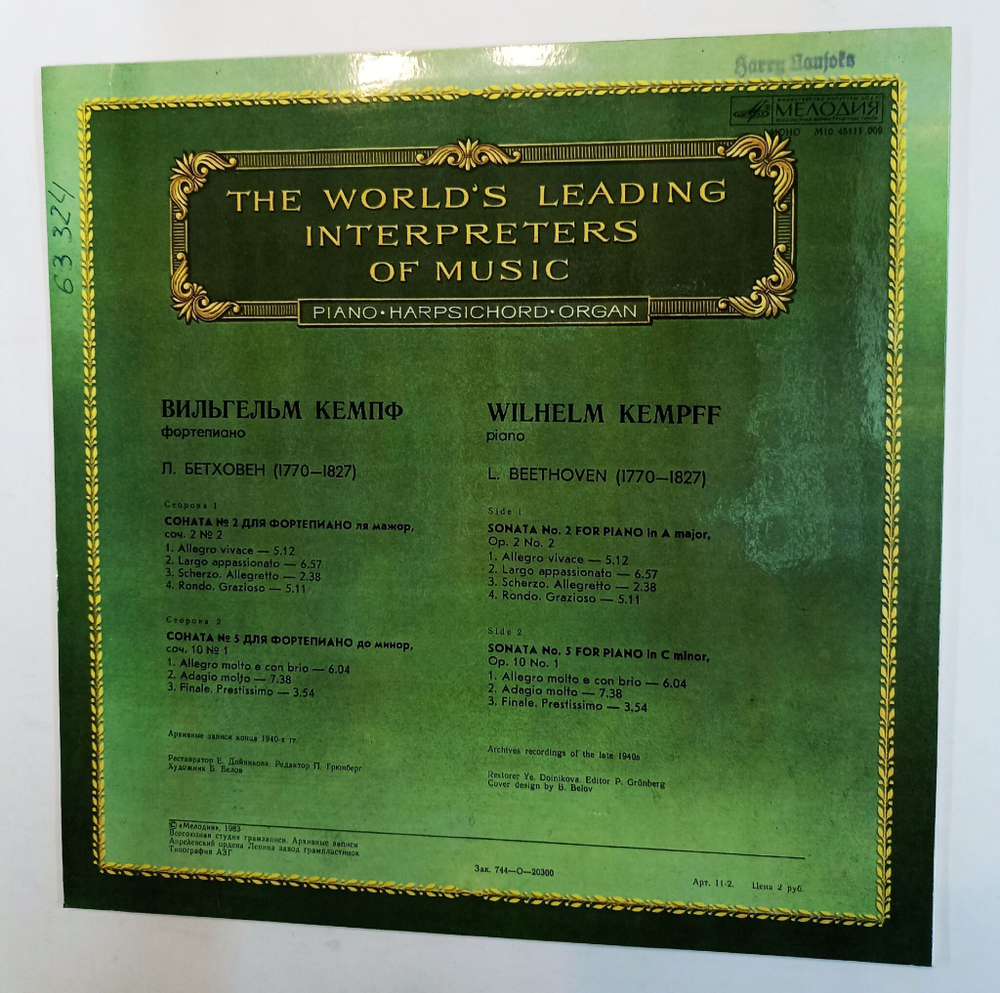 Harry Naujoks
63 324
МЕЛОДИЯ
МОНО М10 45111 009
THE WORLD'S LEADING
INTERPRETERS
OF MUSIC
PIANO•HARPSICHORD•ORGAN
ВИЛЬГЕЛЬМ КЕМПФ
фортепиано
Л. БЕТХОВЕН (1770—1827)
Сторона 1
СОНАТА № 2 ДЛЯ ФОРТЕПИАНО ля мажор,
соч. 2 № 2
1. Allegro vivace — 5.12
2. Largo appassionato — 6.57
3. Scherzo. Allegretto — 2.38
4. Rondo. Grazioso — 5.11
Сторона 2
СОНАТА № 5 ДЛЯ ФОРТЕПИАНО до минор,
соч. 10 № 1
1. Allegro molto e con brio — 6.04
2. Adagio molto — 7.38
3. Finale. Prestissimo — 3.54
Архивные записи конца 1940-х гг.
Реставратор Е. Дойникова. Редактор П. Грюнберг
Художник Б. Белов
WILHELM KEMPFF
piano
L. BEETHOVEN (1770—1827)
Side 1
SONATA No. 2 FOR PIANO in A major,
Op. 2 No. 2
1. Allegro vivace — 5.12
2. Largo appassionato — 6.57
3. Scherzo. Allegretto — 2.38
4. Rondo. Grazioso — 5.11
Side 2
SONATA No. 5 FOR PIANO in C minor,
Op. 10 No. 1
1. Allegro molto e con brio — 6.04
2. Adagio molto — 7.38
3. Finale. Prestissimo — 3.54
Archives recordings of the late 1940s
Restorer Ye. Doinikova. Editor P. Grünberg
Cover design by B. Belov
© «Мелодия», 1983
Всесоюзная студия грамзаписи. Архивные записи
Апрелевский ордена Ленина завод грампластинок
Типография АЗГ
Зак. 744—О—20300
Арт. 11-2. Цена 2 руб.